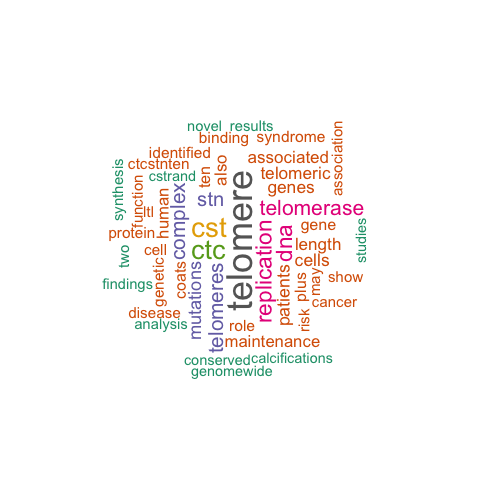 novel results
binding syndrome
association
identified
associated
ctcstnten
telomeric
cstrand
ten
also
genes
synthesis
function
ltl
human
complex
stn
telomere
telomerase
cst
ctc
replication
dna
gene
length
studies
protein
two
cell
cells
genetic
coats
mutations
telomeres
patients
plus
may
show
findings
cancer
risk
disease
analysis
role
maintenance
conserved
calcifications
genomewide